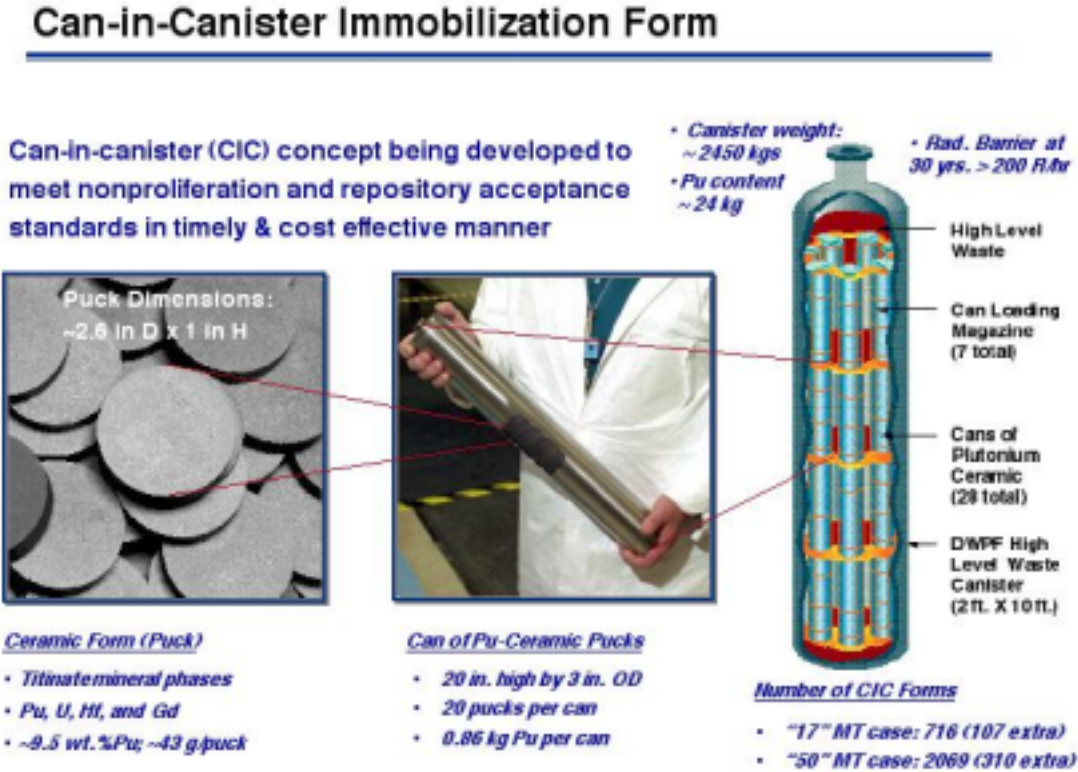 Can-in-Canister Immobilization Form
Can-in-canister (CIC) concept being developed to
meet nonproliferation and repository acceptance
standards in timely & cost effective manner
• Canister weight:
~ 2450 kgs
• Pu content
~ 24 kg
• Rad. Barrier at
30 yrs. > 200 R/hr
High Level
Waste
Can Loading
Magazine
(7 total)
Cans of
Plutonium
Ceramic
(28 total)
DWPF High
Level Waste
Canister
(2 ft. X 10 ft.)
Puck Dimensions:
~2.6 in D x 1 in H
Ceramic Form (Puck)
• Titinate mineral phases
• Pu, U, Hf, and Gd
• ~9.5 wt.%Pu; ~43 g/puck
Can of Pu-Ceramic Pucks
• 20 in. high by 3 in. OD
• 20 pucks per can
• 0.86 kg Pu per can
Number of CIC Forms
• "17" MT case: 716 (107 extra)
• "50" MT case: 2069 (310 extra)